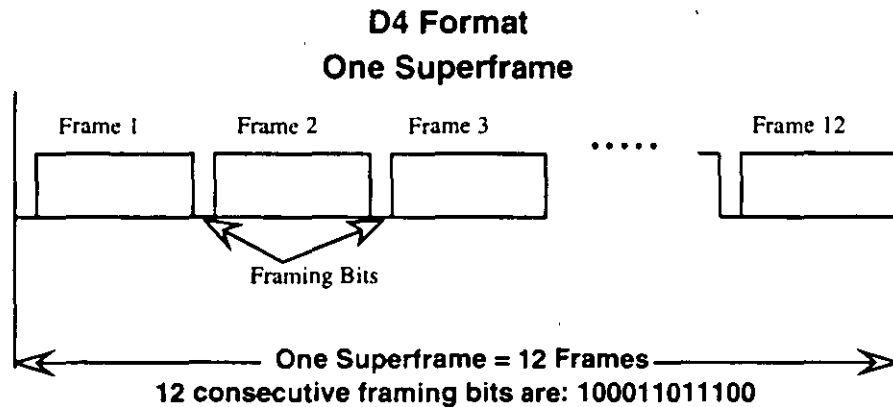 D4 Format
One Superframe
Frame 1 Frame 2 Frame 3 ..... Frame 12
Framing Bits
One Superframe = 12 Frames
12 consecutive framing bits are: 100011011100